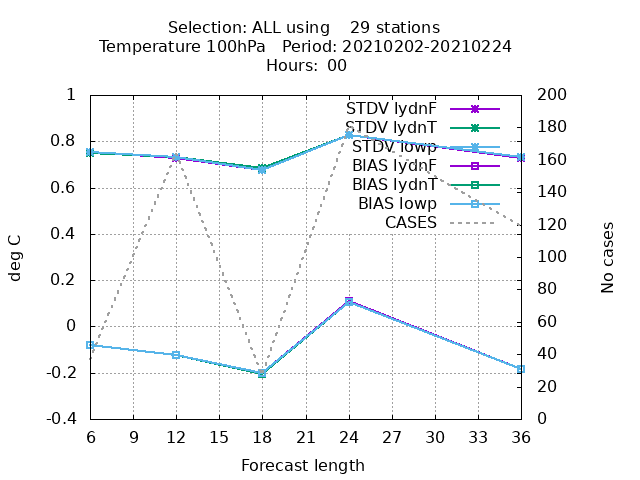 Selection: ALL using    29 stations
Temperature 100hPa   Period: 20210202-20210224
Hours:  00
1
0.8
0.6
0.4
0.2
0
-0.2
-0.4
deg C
200
180
160
140
120
100
80
60
40
20
0
No cases
STDV lydnF
STDV lydnT
STDV lowp
BIAS lydnF
BIAS lydnT
BIAS lowp
CASES
6 9 12 15 18 21 24 27 30 33 36
Forecast length